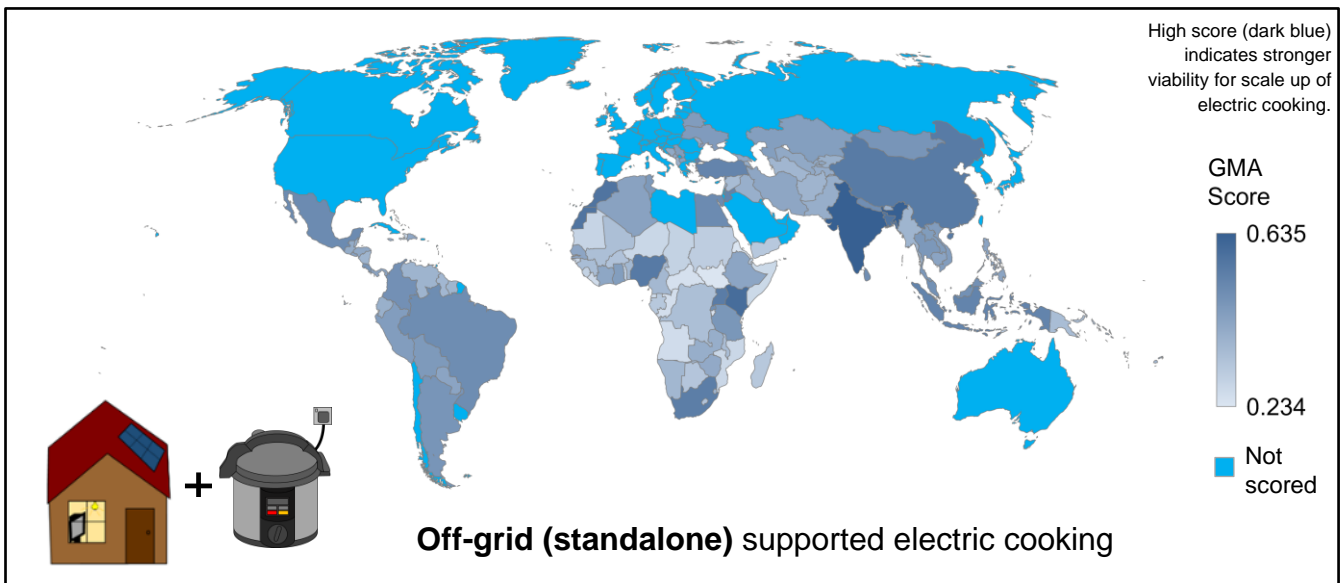 High score (dark blue)
indicates stronger
viability for scale up of
electric cooking.
GMA
Score
0.635
0.234
Not
scored
+
Off-grid (standalone) supported electric cooking